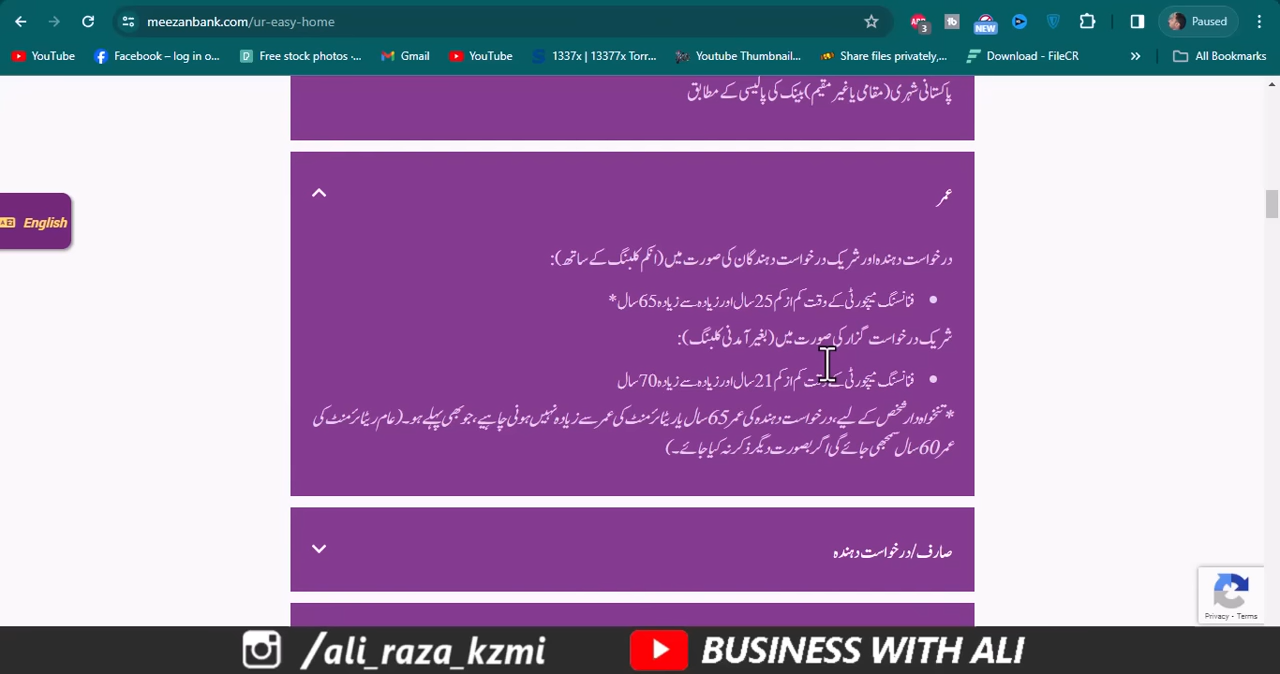 meezanbank.com/ur-easy-home
3
NEW
Paused
YouTube
Facebook – log in o...
Free stock photos -...
Gmail
YouTube
1337x | 13377x Torr...
Youtube Thumbnail...
Share files privately,...
Download - FileCR
»
All Bookmarks
پاکستانی شہری (مقامی یا غیر مقیم) بینک کی پالیسی کے مطابق
English
عمر
درخواست دہندہ اور شریک درخواست دہندگان کی صورت میں (انکم کلبنگ کے ساتھ):
• فنانسنگ میچورٹی کے وقت کم از کم 25 سال اور زیادہ سے زیادہ 65 سال*
شریک درخواست گزار کی صورت میں (بغیر آمدنی کلبنگ):
• فنانسنگ میچورٹی کے وقت کم از کم 21 سال اور زیادہ سے زیادہ 70 سال
* تنخواہ دار شخص کے لیے، درخواست دہندہ کی عمر 65 سال یا ریٹائرمنٹ کی عمر سے زیادہ نہیں ہونی چاہیے، جو بھی پہلے ہو۔ (عام ریٹائرمنٹ کی
عمر 60 سال سمجھی جائے گی اگر بصورت دیگر ذکر نہ کیا جائے۔)
صارف/درخواست دہندہ
Privacy - Terms
/ali_raza_kzmi
BUSINESS WITH ALI